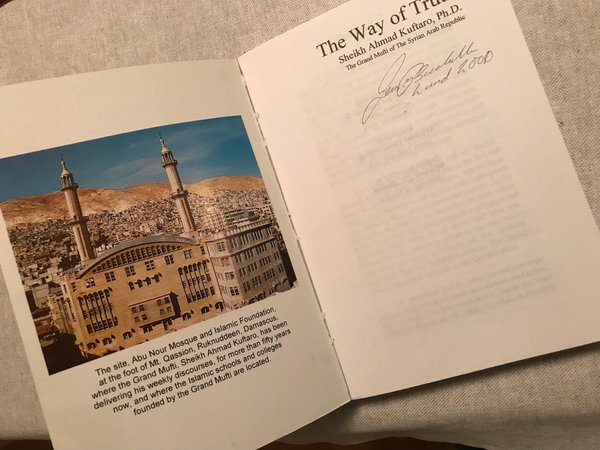 The site, Abu Nour Mosque and Islamic Foundation,
at the foot of Mt. Qassion, Ruknuddeen, Damascus,
where the Grand Mufti, Sheikh Ahmad Kuftaro, has been
delivering his weekly discourses, for more than fifty years
now, and where the Islamic schools and colleges
founded by the Grand Mufti are located.
The Way of Trut
Sheikh Ahmad Kuftaro, Ph.D.
The Grand Mufti of The Syrian Arab Republic
Lund 2000